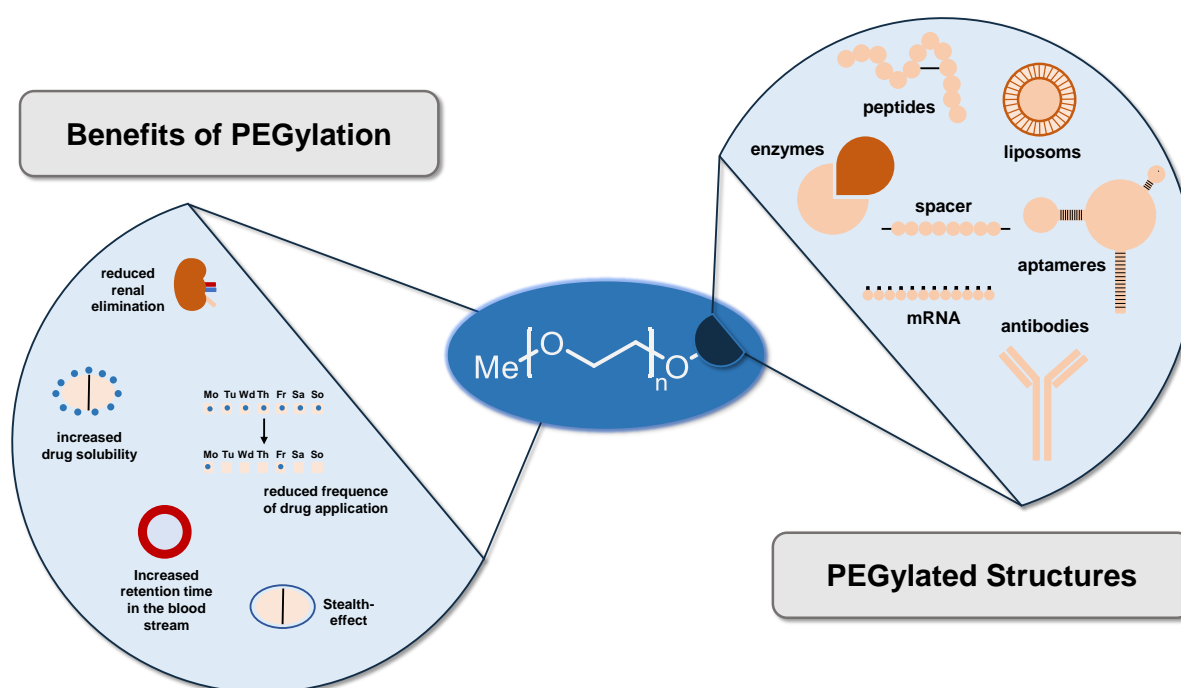 Benefits of PEGylation
reduced
renal
elimination
increased
drug solubility
Mo Tu Wd Th Fr Sa So
Mo Tu Wd Th Fr Sa So
reduced frequence
of drug application
Increased
retention time
in the blood
stream
Stealth-
effect
Me O n O
peptides
liposoms
enzymes
spacer
aptameres
mRNA
antibodies
PEGylated Structures